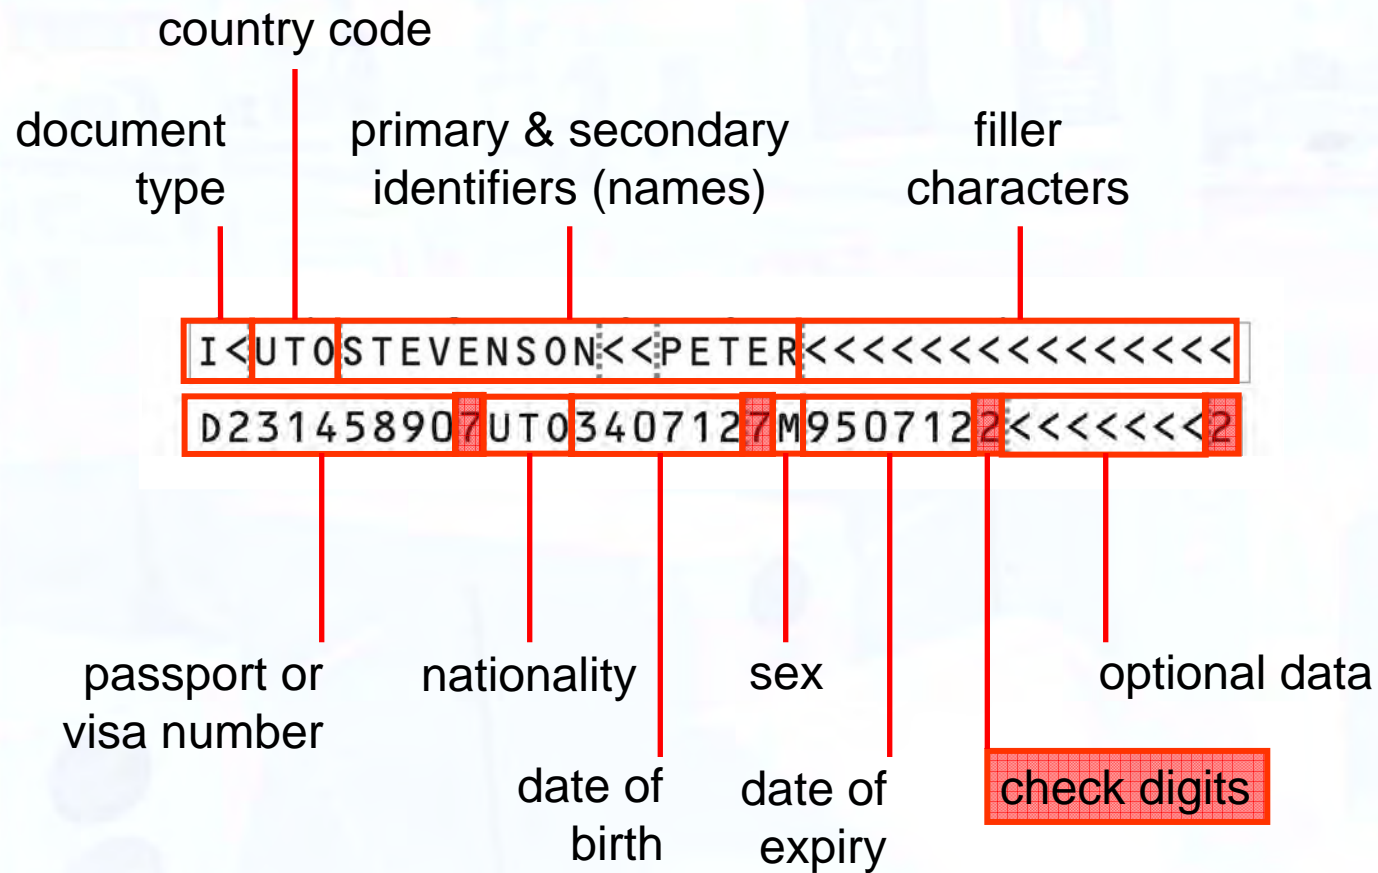 country code
document type
primary & secondary identifiers (names)
filler characters
I<UTOSTEVENSON<<PETER<<<<<<<<<<<<<<<
D231458907UTO3407127M9507122<<<<<<<2
passport or visa number
nationality
sex
optional data
date of birth
date of expiry
check digits